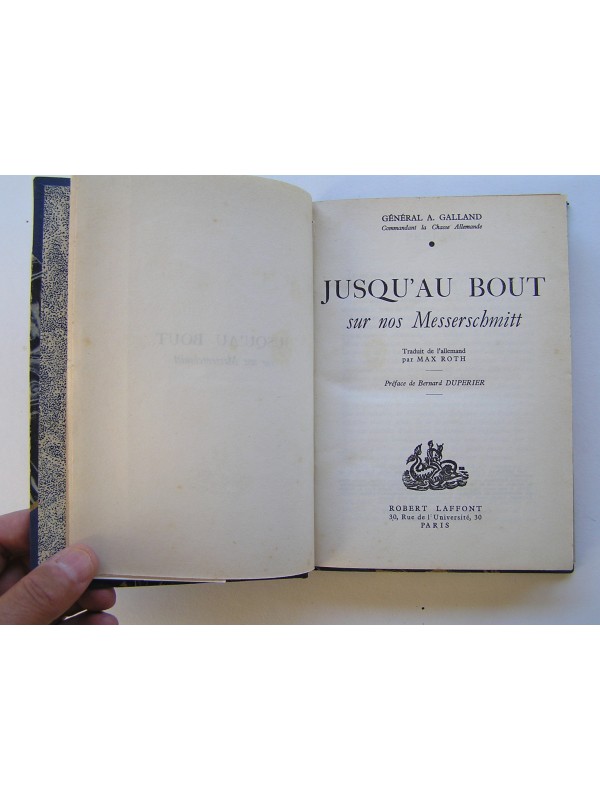 GÉNÉRAL A. GALLAND
Commandant la Chasse Allemande
JUSQU'AU BOUT
sur nos Messerschmitt
Traduit de l'allemand
par MAX ROTH
Préface de Bernard DUPERIER
ROBERT LAFFONT
30, Rue de l'Université, 30
PARIS